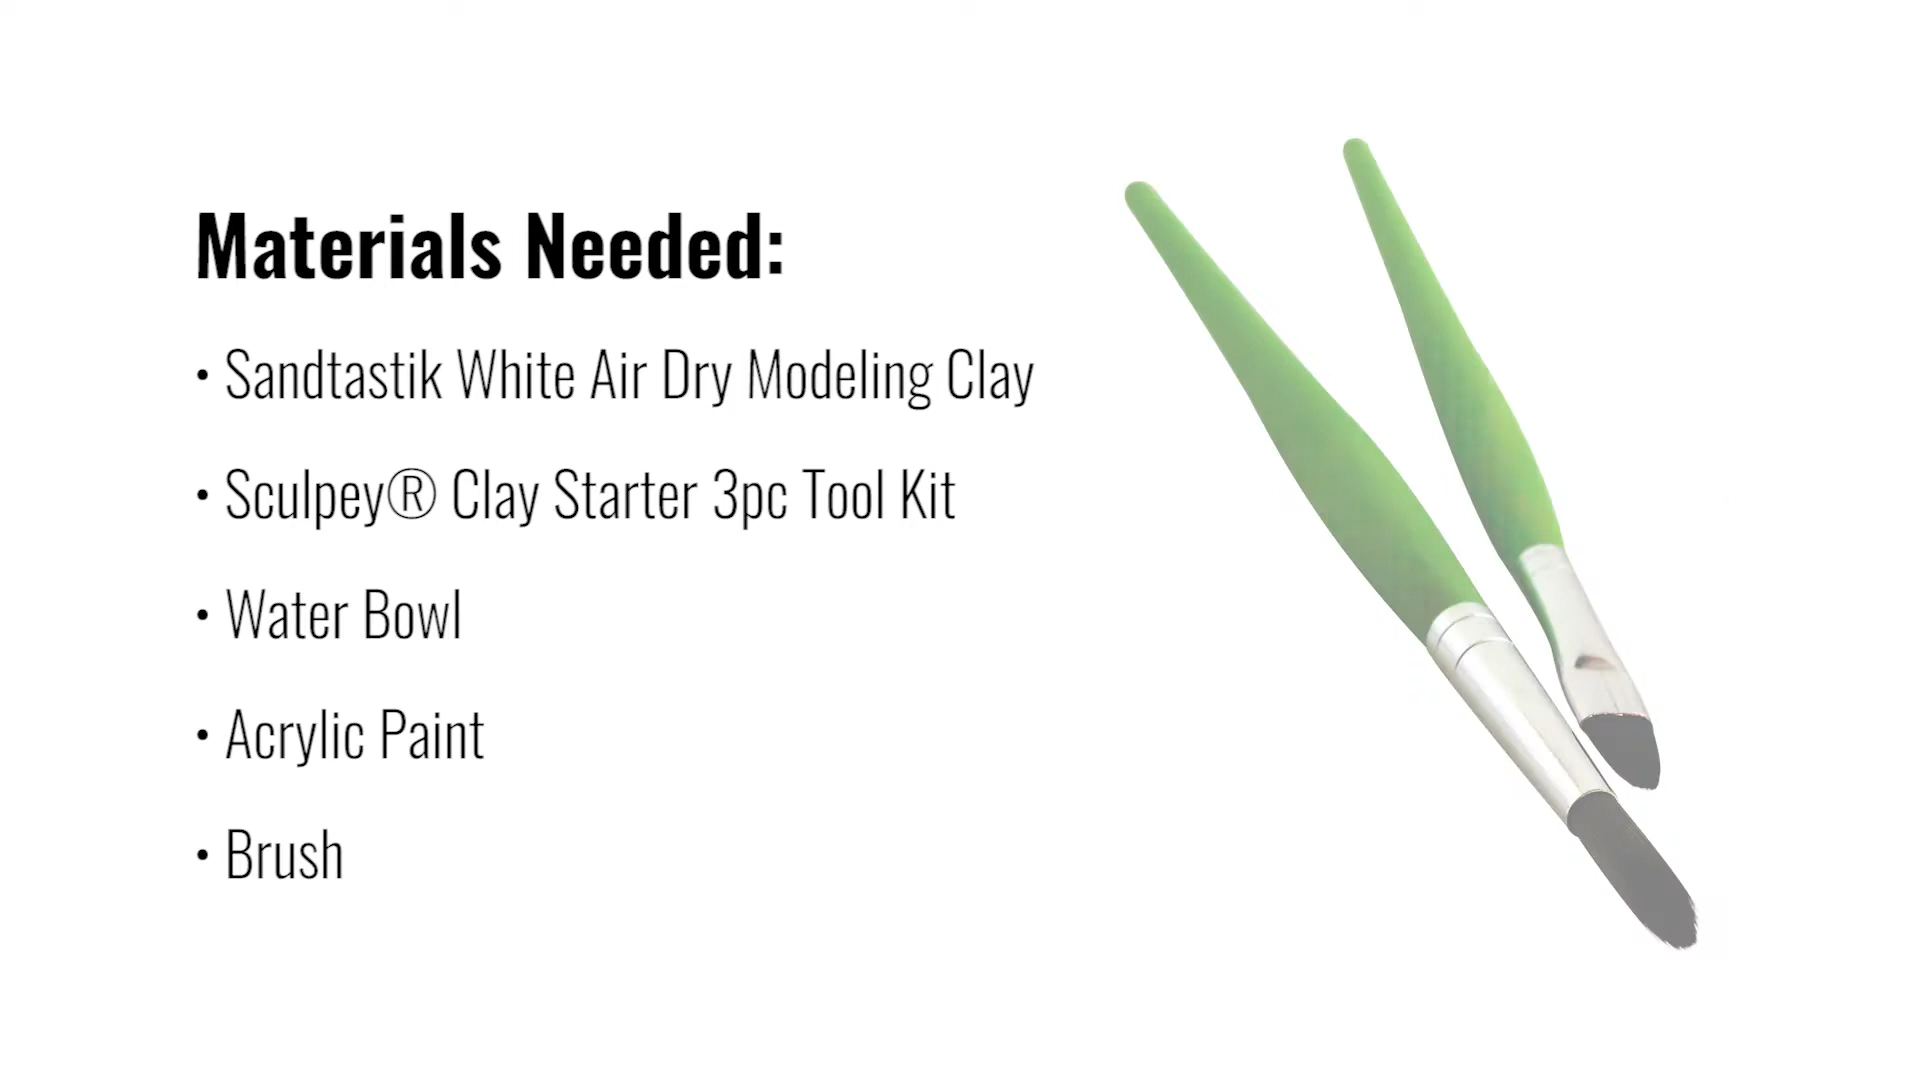 Materials Needed:
• Sandtastik White Air Dry Modeling Clay
• Sculpey® Clay Starter 3pc Tool Kit
• Water Bowl
• Acrylic Paint
• Brush